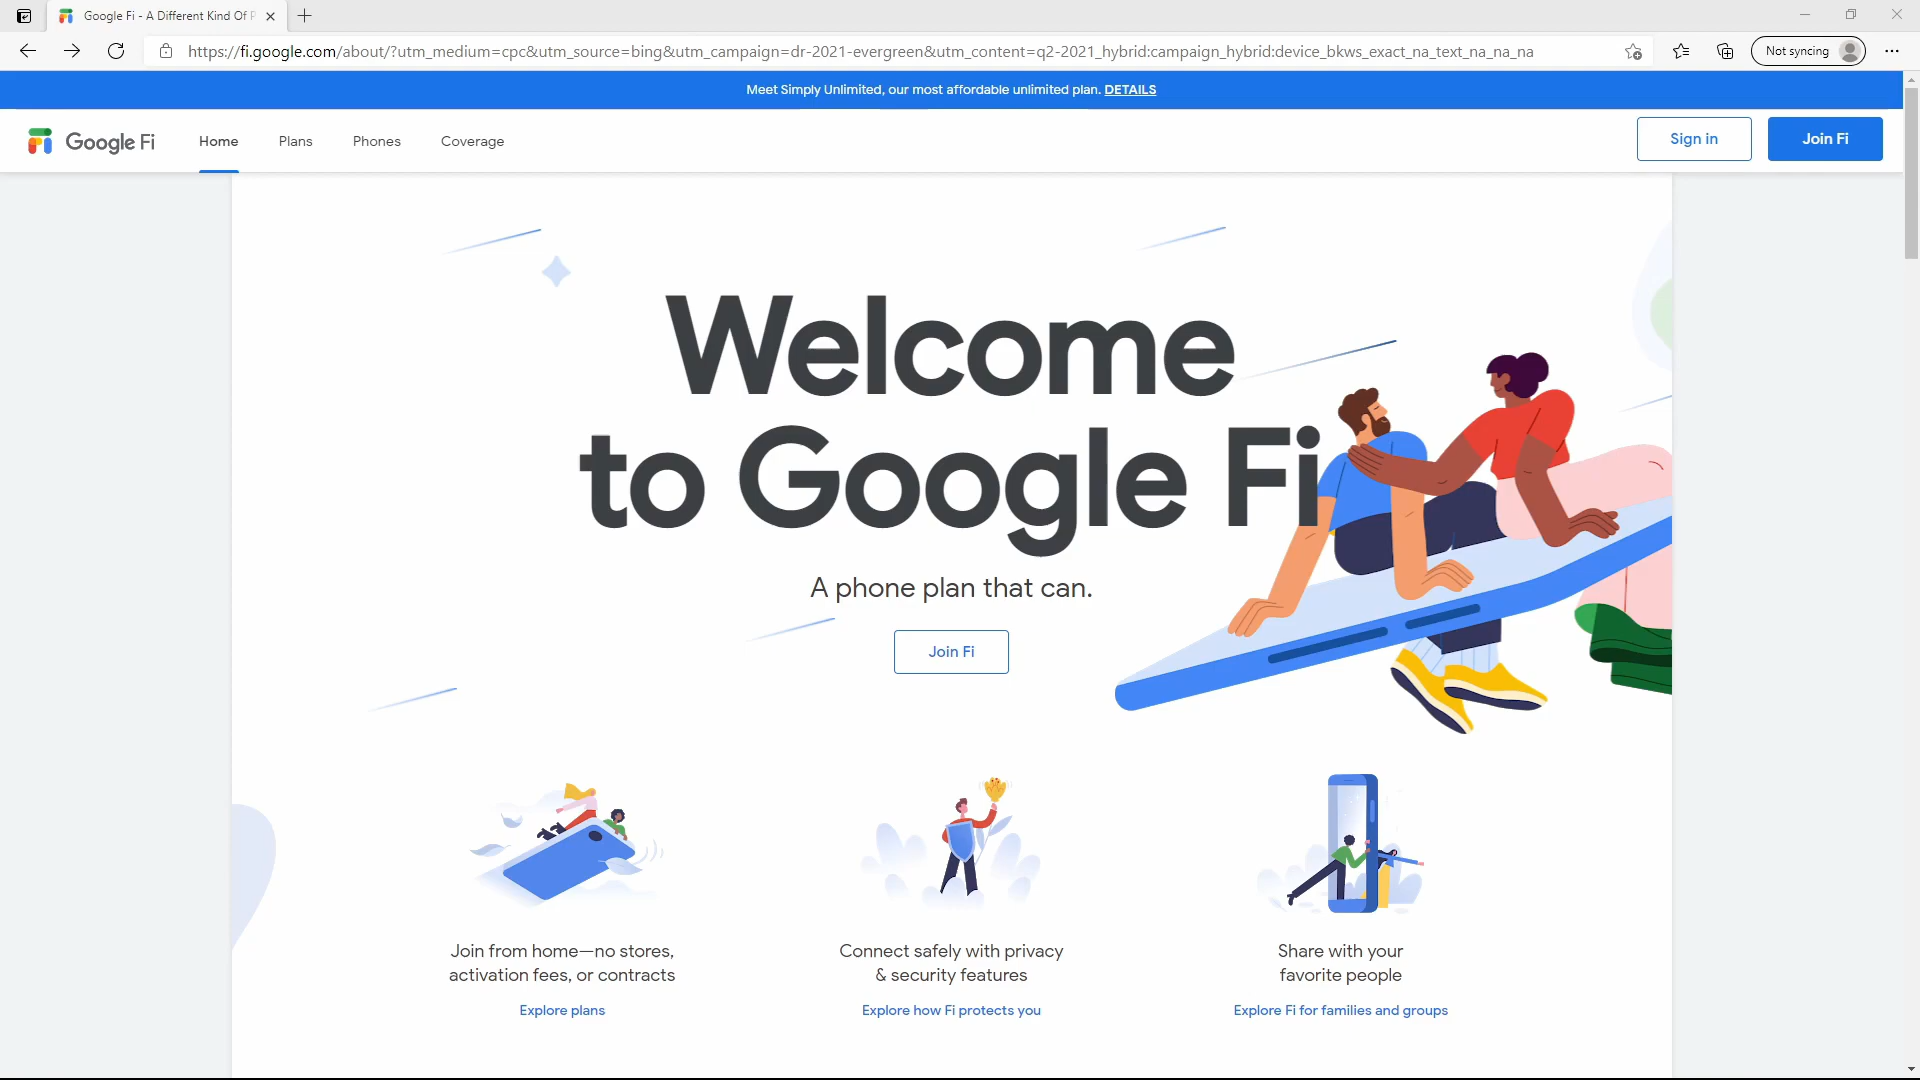 Google Fi - A Different Kind Of P
https://fi.google.com/about/?utm_medium=cpc&utm_source=bing&utm_campaign=dr-2021-evergreen&utm_content=q2-2021_hybrid:campaign_hybrid:device_bkws_exact_na_text_na_na_na
Not syncing
Meet Simply Unlimited, our most affordable unlimited plan. DETAILS
Google Fi
Home
Plans
Phones
Coverage
Sign in
Join Fi
Welcome
to Google Fi
A phone plan that can.
Join Fi
Join from home—no stores,
activation fees, or contracts
Explore plans
Connect safely with privacy
& security features
Explore how Fi protects you
Share with your
favorite people
Explore Fi for families and groups